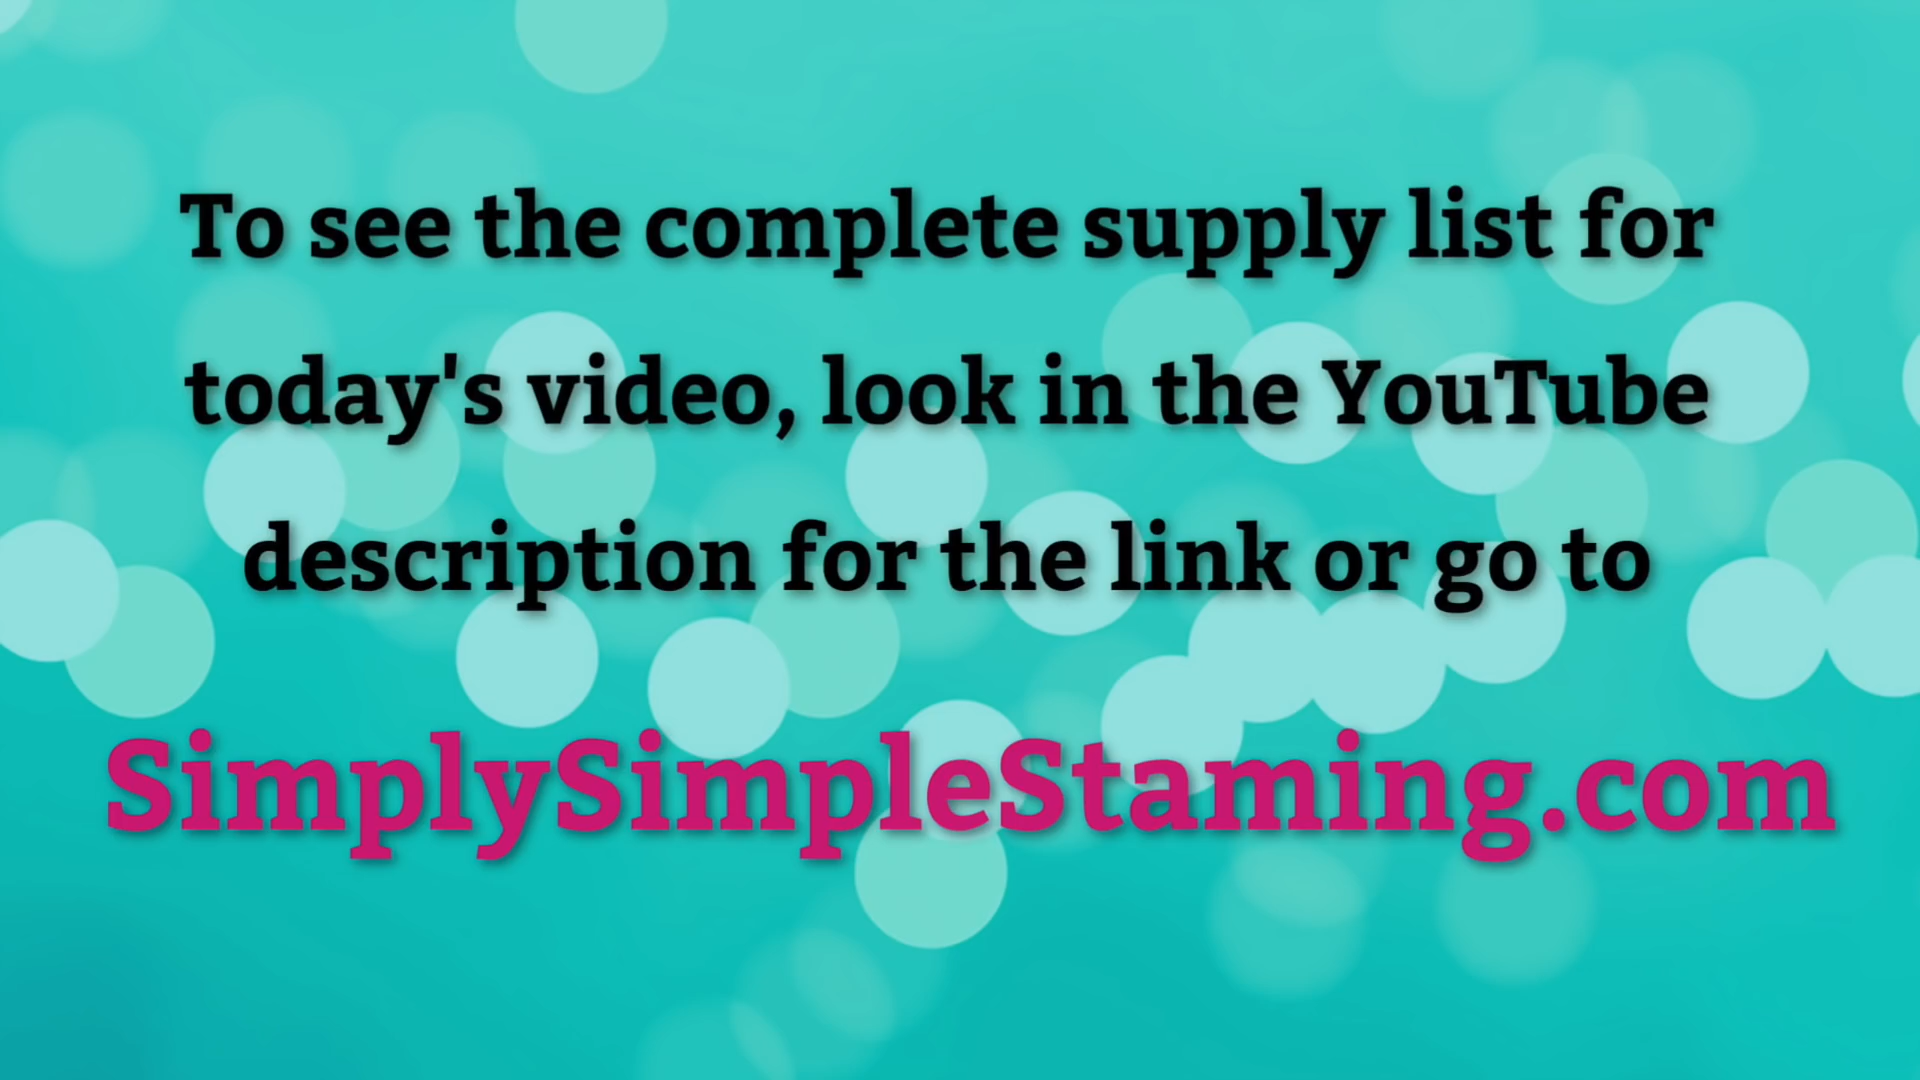 To see the complete supply list for
today's video, look in the YouTube
description for the link or go to
SimplySimpleStaming.com